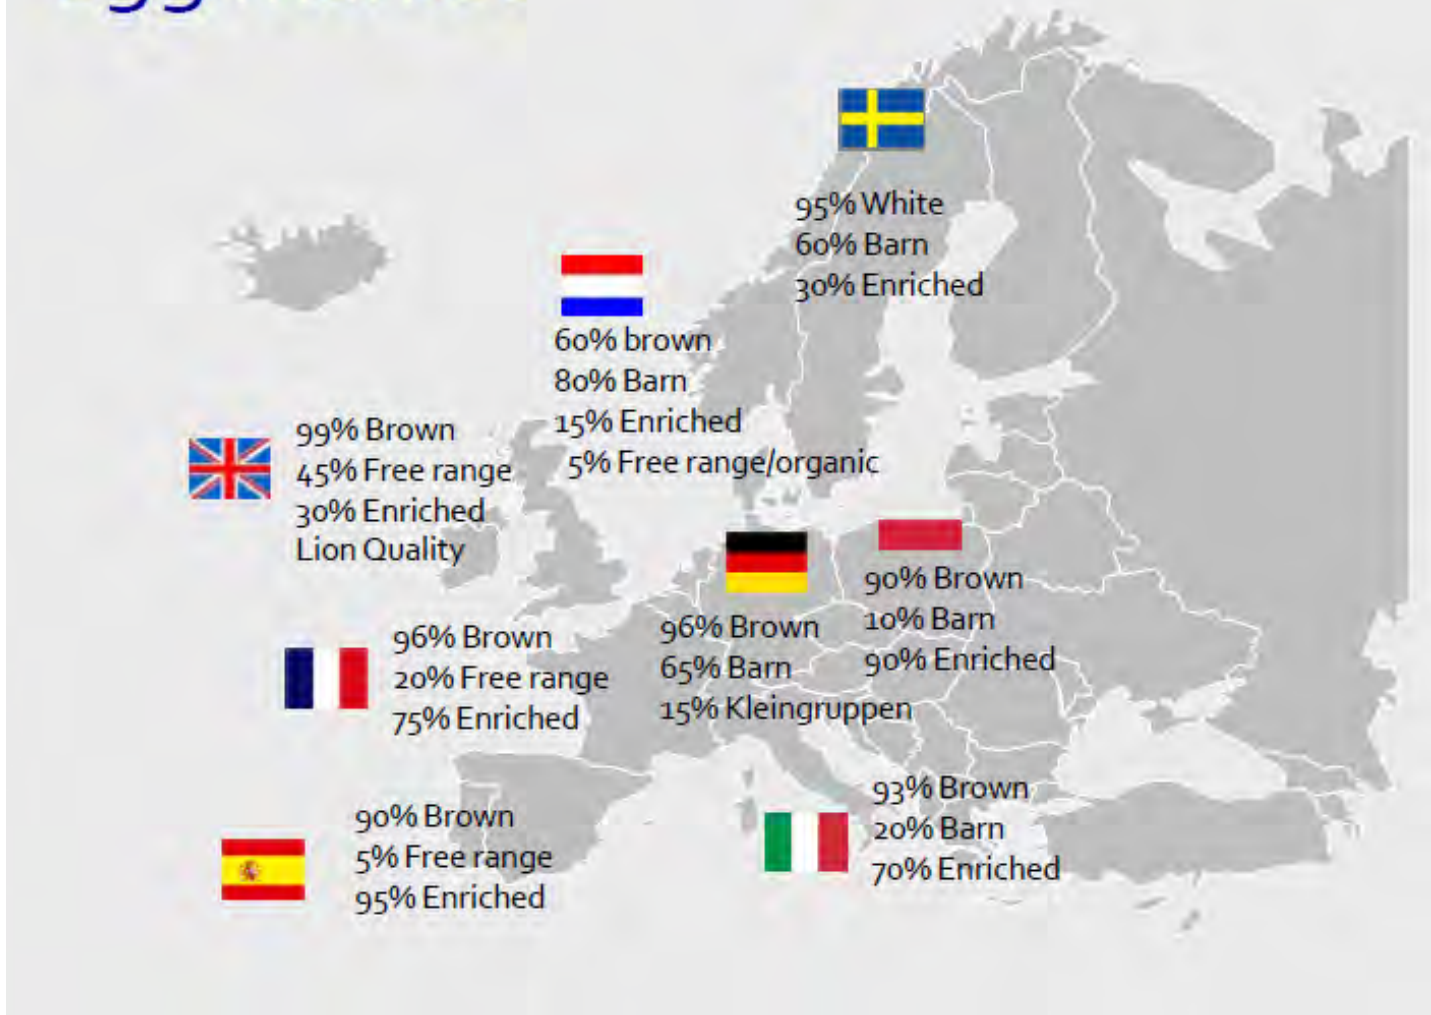 95% White
60% Barn
30% Enriched
60% brown
80% Barn
15% Enriched
5% Free range/organic
99% Brown
45% Free range
30% Enriched
Lion Quality
90% Brown
10% Barn
90% Enriched
96% Brown
65% Barn
15% Kleingruppen
96% Brown
20% Free range
75% Enriched
93% Brown
20% Barn
70% Enriched
90% Brown
5% Free range
95% Enriched